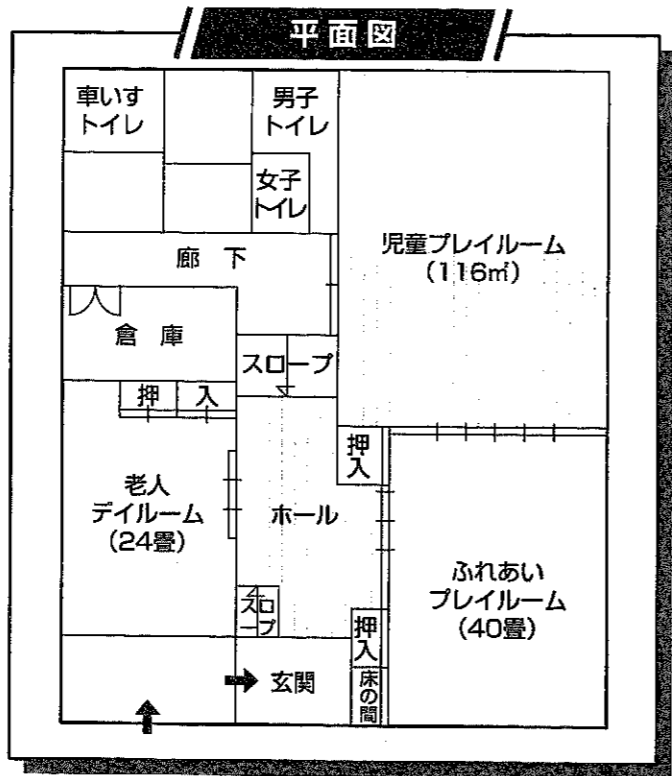 平面図
車いす
トイレ
男子
トイレ
女子
トイレ
児童プレイルーム
(116㎡)
廊下
倉庫
スロープ
押入
押
入
老人
デイルーム
(24畳)
ホール
ふれあい
プレイルーム
(40畳)
スロ
ープ
押
入
玄関
床の間